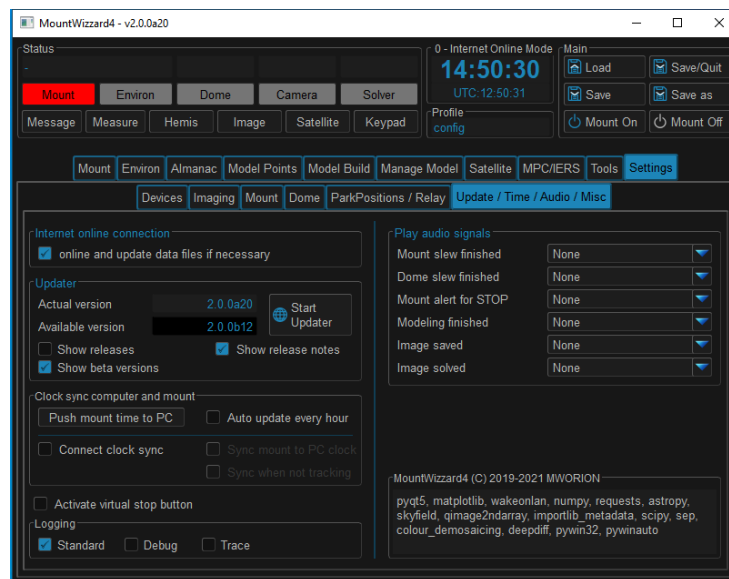 MountWizzard4 - v2.0.0a20
Status
-
Mount Environ Dome Camera Solver
Message Measure Hemis Image Satellite Keypad
0 - Internet Online Mode
14:50:30
UTC:12:50:31
Profile
config
Main
Load Save/Quit
Save Save as
Mount On Mount Off
Mount Environ Almanac Model Points Model Build Manage Model Satellite MPC/IERS Tools Settings
Devices Imaging Mount Dome ParkPositions / Relay Update / Time / Audio / Misc
Internet online connection
online and update data files if necessary
Updater
Actual version 2.0.0a20
Available version 2.0.0b12
Start
Updater
Show releases Show release notes
Show beta versions
Clock sync computer and mount
Push mount time to PC Auto update every hour
Connect clock sync Sync mount to PC clock
Sync when not tracking
Activate virtual stop button
Logging
Standard Debug Trace
Play audio signals
Mount slew finished None
Dome slew finished None
Mount alert for STOP None
Modeling finished None
Image saved None
Image solved None
MountWizzard4 (C) 2019-2021 MWORION
pyqt5, matplotlib, wakeonlan, numpy, requests, astropy,
skyfield, qimage2ndarray, importlib_metadata, scipy, sep,
colour_demosaicing, deepdiff, pywin32, pywinauto